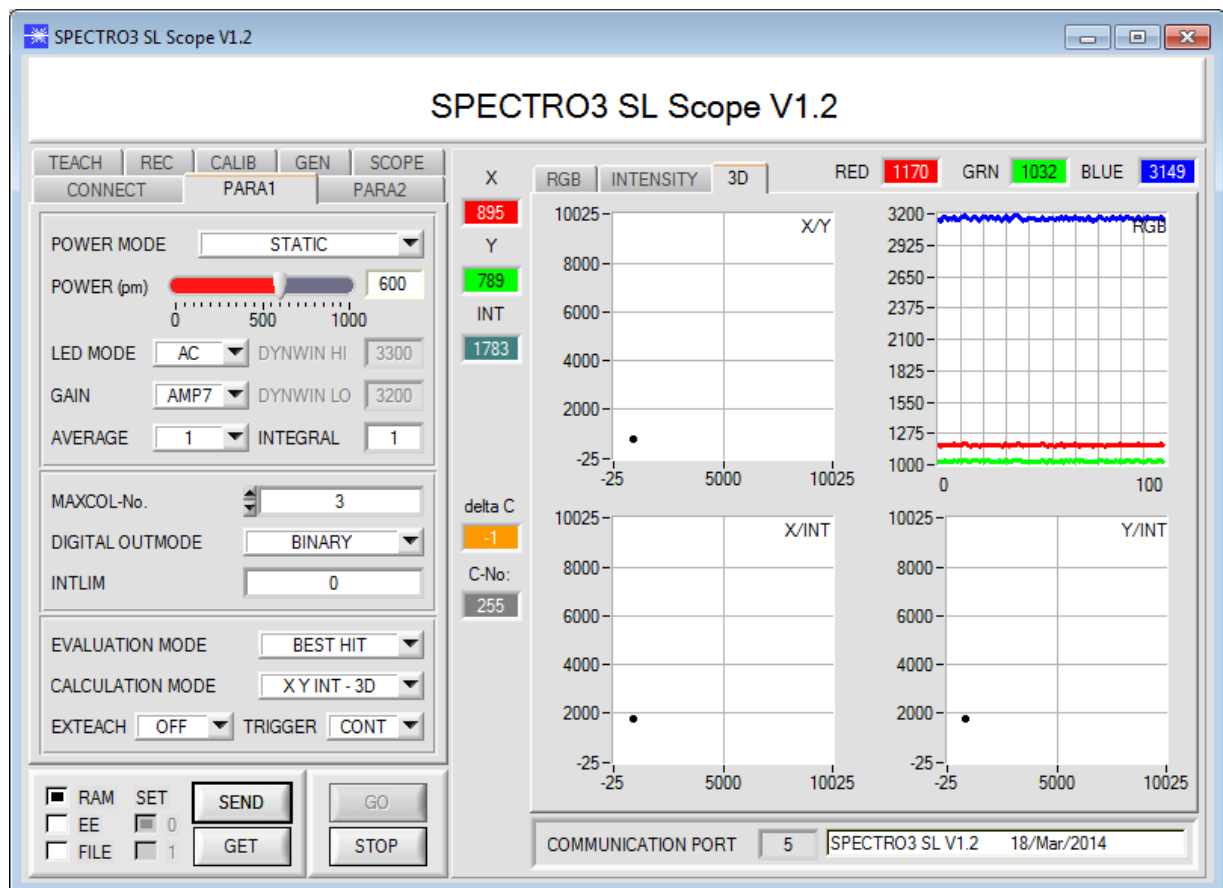 SPECTRO3 SL Scope V1.2
SPECTRO3 SL Scope V1.2
TEACH REC CALIB GEN SCOPE
CONNECT PARA1 PARA2
POWER MODE STATIC
POWER (pm) 600
0 500 1000
LED MODE AC DYNWIN HI 3300
GAIN AMP7 DYNWIN LO 3200
AVERAGE 1 INTEGRAL 1
MAXCOL-No. 3
DIGITAL OUTMODE BINARY
INTLIM 0
EVALUATION MODE BEST HIT
CALCULATION MODE X Y INT - 3D
EXTEACH OFF TRIGGER CONT
RAM SET SEND GO
EE 0
FILE 1 GET STOP
X
895
Y
789
INT
1783
delta C
-1
C-No:
255
RGB INTENSITY 3D RED 1170 GRN 1032 BLUE 3149
X/Y
10025
8000
6000
4000
2000
-25
-25 5000 10025
RGB
3200
2925
2650
2375
2100
1825
1550
1275
1000
0 100
X/INT
10025
8000
6000
4000
2000
-25
-25 5000 10025
Y/INT
10025
8000
6000
4000
2000
-25
-25 5000 10025
COMMUNICATION PORT 5 SPECTRO3 SL V1.2 18/Mar/2014